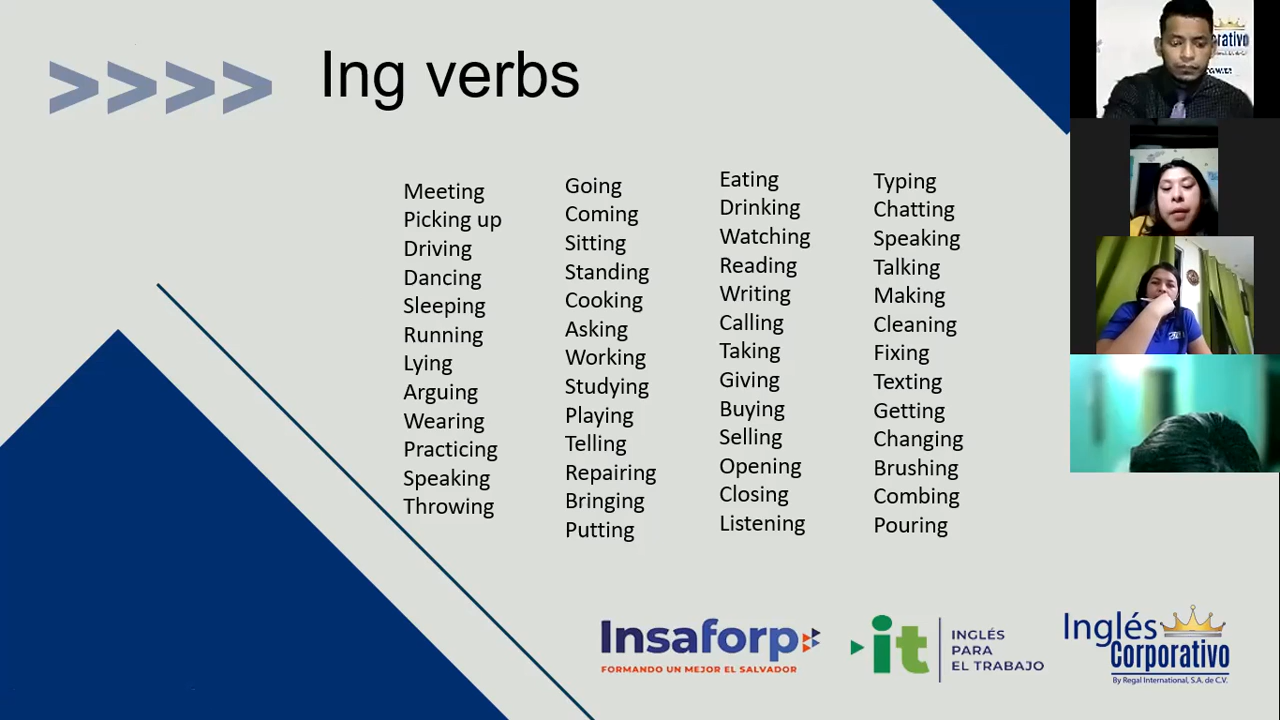 >>>> Ing verbs
Meeting
Picking up
Driving
Dancing
Sleeping
Running
Lying
Arguing
Wearing
Practicing
Speaking
Throwing
Going
Coming
Sitting
Standing
Cooking
Asking
Working
Studying
Playing
Telling
Repairing
Bringing
Putting
Eating
Drinking
Watching
Reading
Writing
Calling
Taking
Giving
Buying
Selling
Opening
Closing
Listening
Typing
Chatting
Speaking
Talking
Making
Cleaning
Fixing
Texting
Getting
Changing
Brushing
Combing
Pouring
Insaforp
FORMANDO UN MEJOR EL SALVADOR
it
INGLÉS
PARA
EL TRABAJO
Inglés
Corporativo
By Regal International, S.A. de C.V.